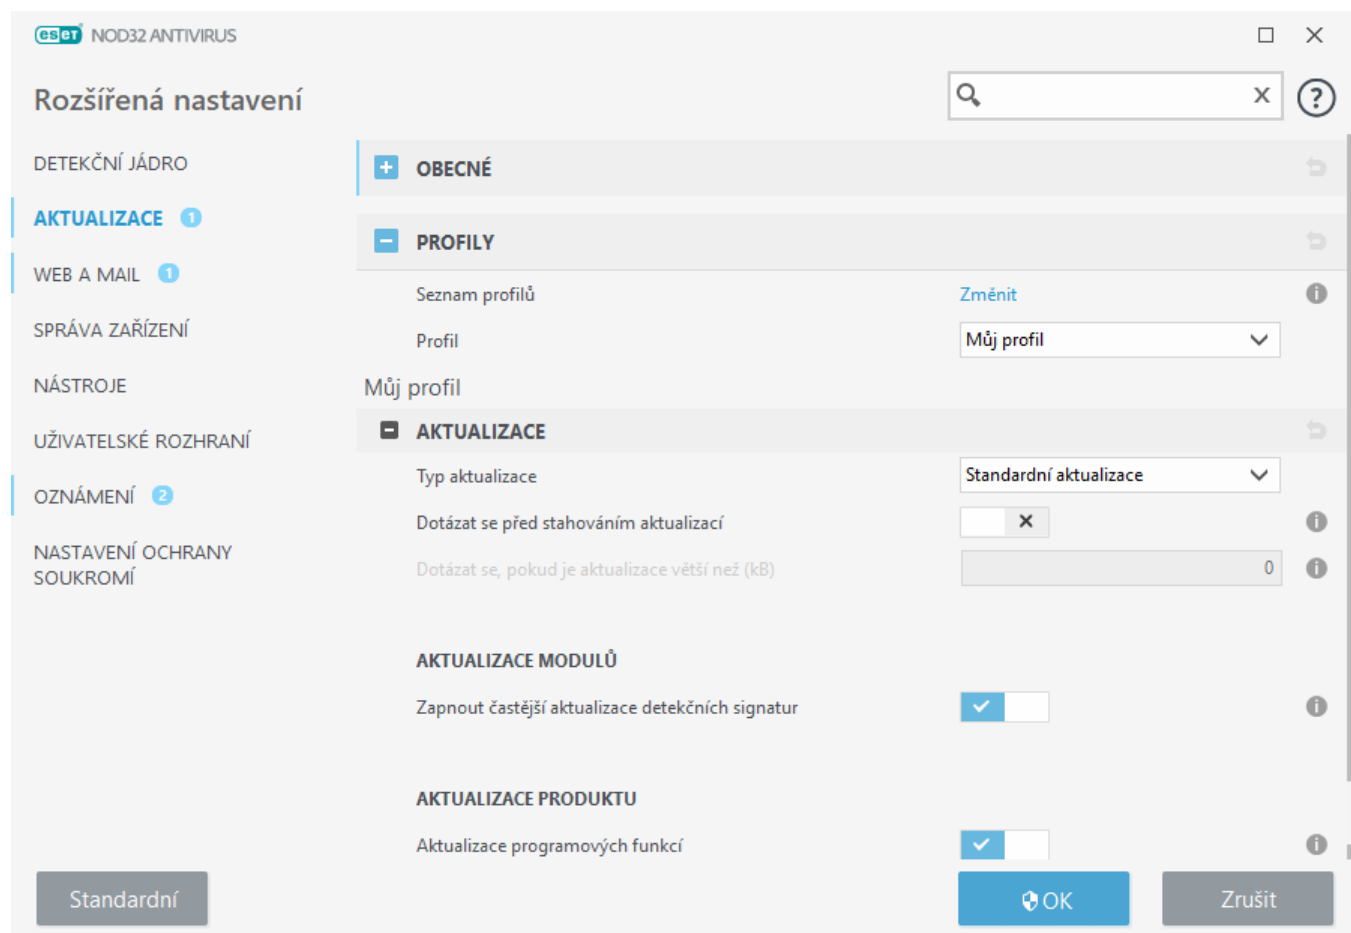 eset NOD32 ANTIVIRUS
Rozšířená nastavení
DETEKČNÍ JÁDRO
AKTUALIZACE 1
WEB A MAIL 1
SPRÁVA ZAŘÍZENÍ
NÁSTROJE
UŽIVATELSKÉ ROZHRANÍ
OZNÁMENÍ 2
NASTAVENÍ OCHRANY
SOUKROMÍ
OBECNÉ
PROFILY
Seznam profilů Změnit
Profil Můj profil
Můj profil
AKTUALIZACE
Typ aktualizace Standardní aktualizace
Dotázat se před stahováním aktualizací
Dotázat se, pokud je aktualizace větší než (kB) 0
AKTUALIZACE MODULŮ
Zapnout častější aktualizace detekčních signatur
AKTUALIZACE PRODUKTU
Aktualizace programových funkcí
Standardní OK Zrušit